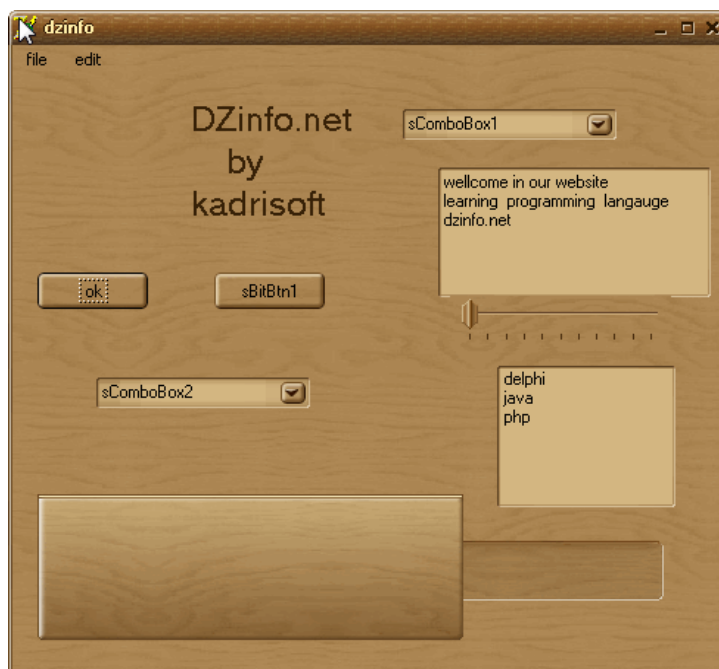 dzinfo
file edit
DZinfo.net
by
kadrisoft
sComboBox1
wellcome in our website
learning programming langauge
dzinfo.net
ok
sBitBtn1
sComboBox2
delphi
java
php